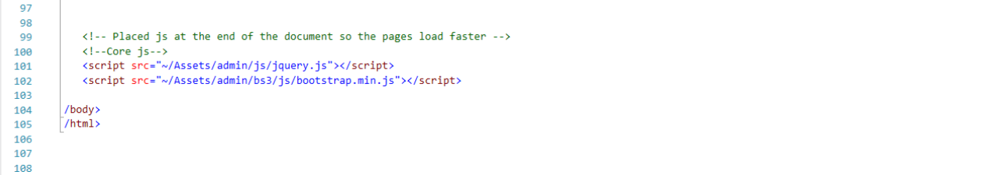 97
98
99 <!-- Placed js at the end of the document so the pages load faster -->
100 <!--Core js-->
101 <script src="~/Assets/admin/js/jquery.js"></script>
102 <script src="~/Assets/admin/bs3/js/bootstrap.min.js"></script>
103
104 /body>
105 /html>
106
107
108